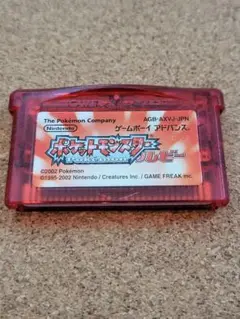 The Pokémon Company
AGB-AXVJ-JPN
Nintendo
ゲームボーイ アドバンス
ポケットモンスター
ルビー
©2002 Pokémon
©1995-2002 Nintendo / Creatures Inc. / GAME FREAK inc.